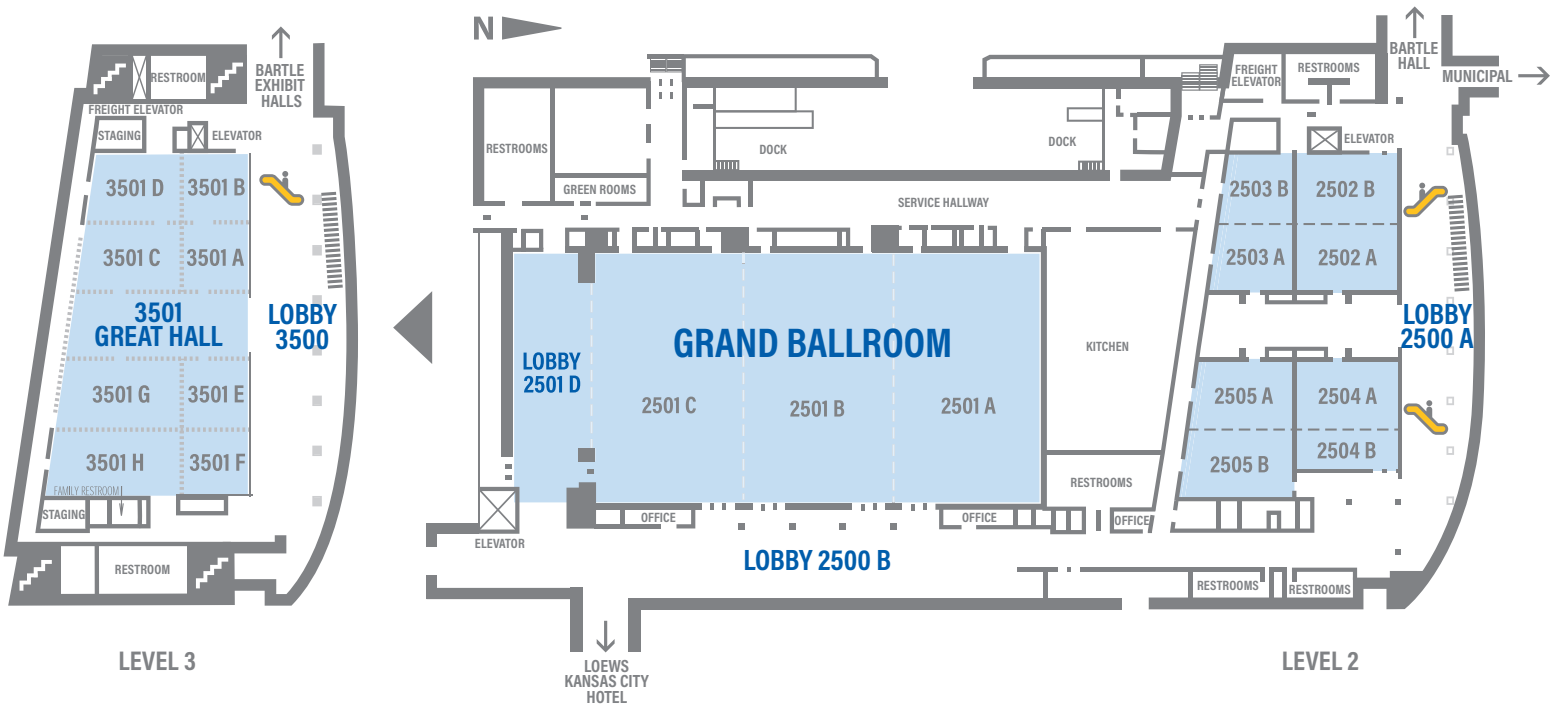 BARTLE
EXHIBIT
HALLS
RESTROOM
FREIGHT ELEVATOR
STAGING
ELEVATOR
3501 D
3501 B
3501 C
3501 A
3501
GREAT HALL
LOBBY
3500
3501 G
3501 E
3501 H
3501 F
FAMILY RESTROOM
STAGING
RESTROOM
LEVEL 3
N
RESTROOMS
GREEN ROOMS
DOCK
DOCK
SERVICE HALLWAY
FREIGHT
ELEVATOR
RESTROOMS
BARTLE
HALL
MUNICIPAL
ELEVATOR
2503 B
2502 B
2503 A
2502 A
LOBBY
2500 A
LOBBY
2501 D
GRAND BALLROOM
2501 C
2501 B
2501 A
KITCHEN
2505 A
2504 A
2505 B
2504 B
RESTROOMS
OFFICE
OFFICE
OFFICE
ELEVATOR
LOBBY 2500 B
RESTROOMS
RESTROOMS
LOEWS
KANSAS CITY
HOTEL
LEVEL 2